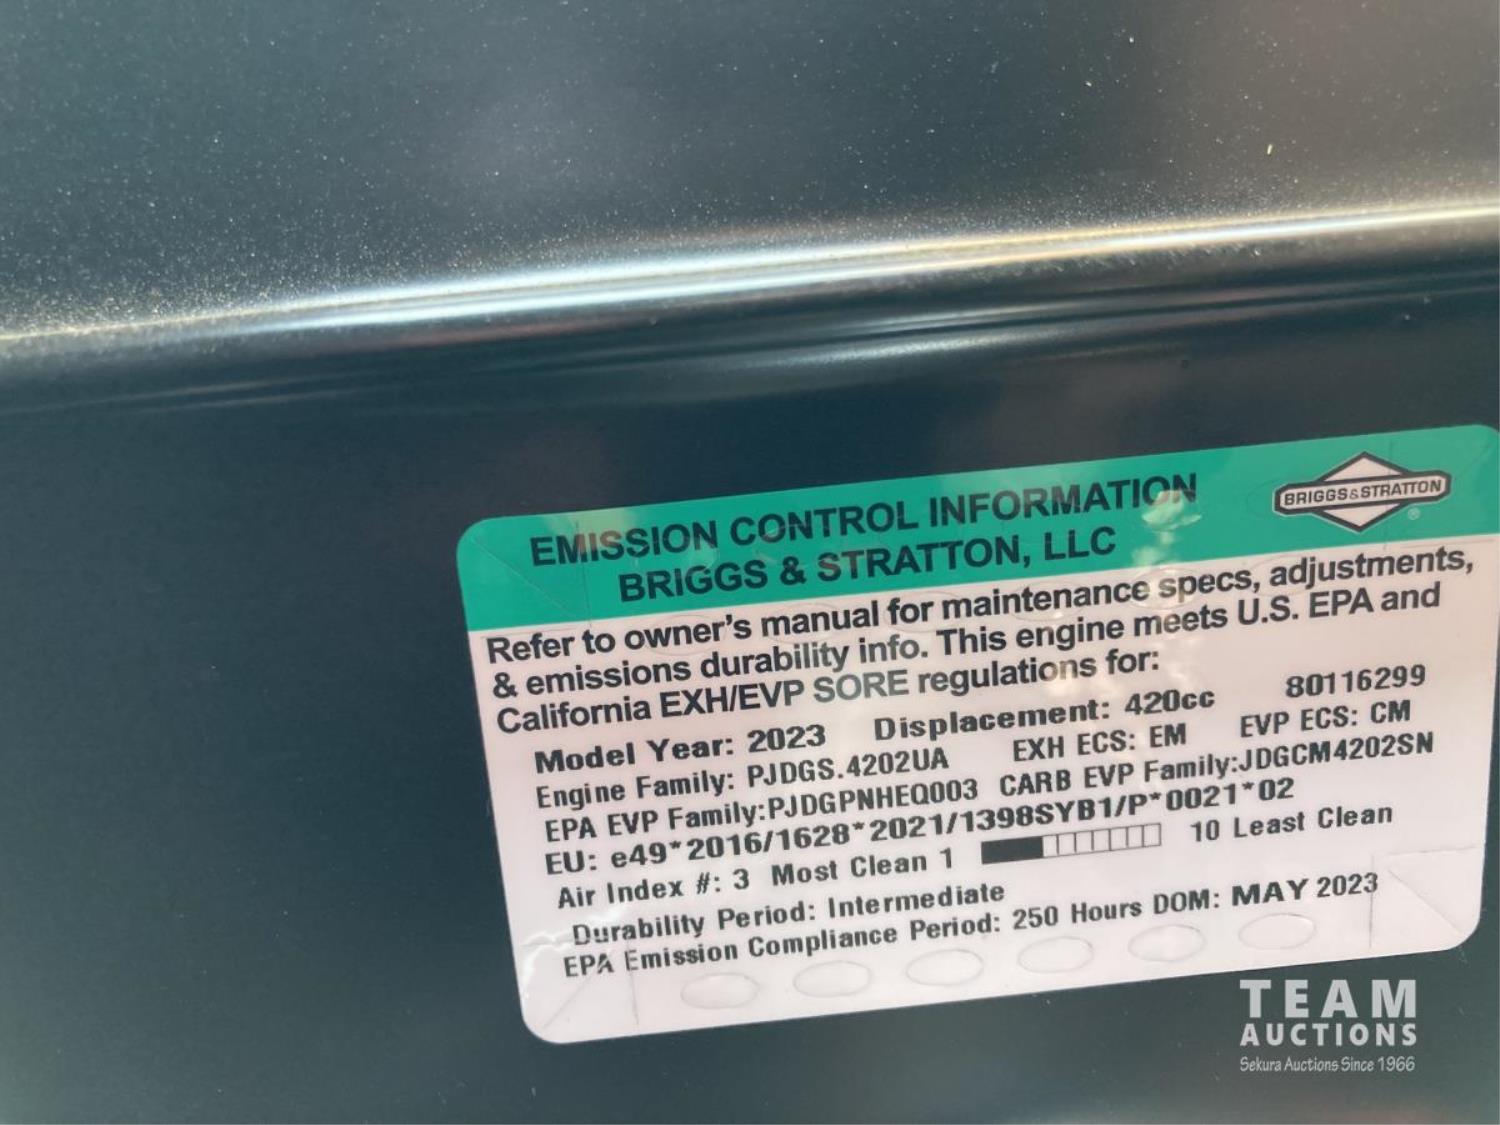 EMISSION CONTROL INFORMATION
BRIGGS & STRATTON, LLC
BRIGGS&STRATTON
®
Refer to owner's manual for maintenance specs, adjustments,
& emissions durability info. This engine meets U.S. EPA and
California EXH/EVP SORE regulations for:
80116299
Model Year: 2023 Displacement: 420cc
Engine Family: PJDGS.4202UA EXH ECS: EM EVP ECS: CM
EPA EVP Family:PJDGPNHEQ003 CARB EVP Family:JDGCM4202SN
EU: e49*2016/1628*2021/1398SYB1/P*0021*02
Air Index #: 3 Most Clean 1 10 Least Clean
Durability Period: Intermediate
EPA Emission Compliance Period: 250 Hours DOM: MAY 2023
TEAM
AUCTIONS
Sekura Auctions Since 1966